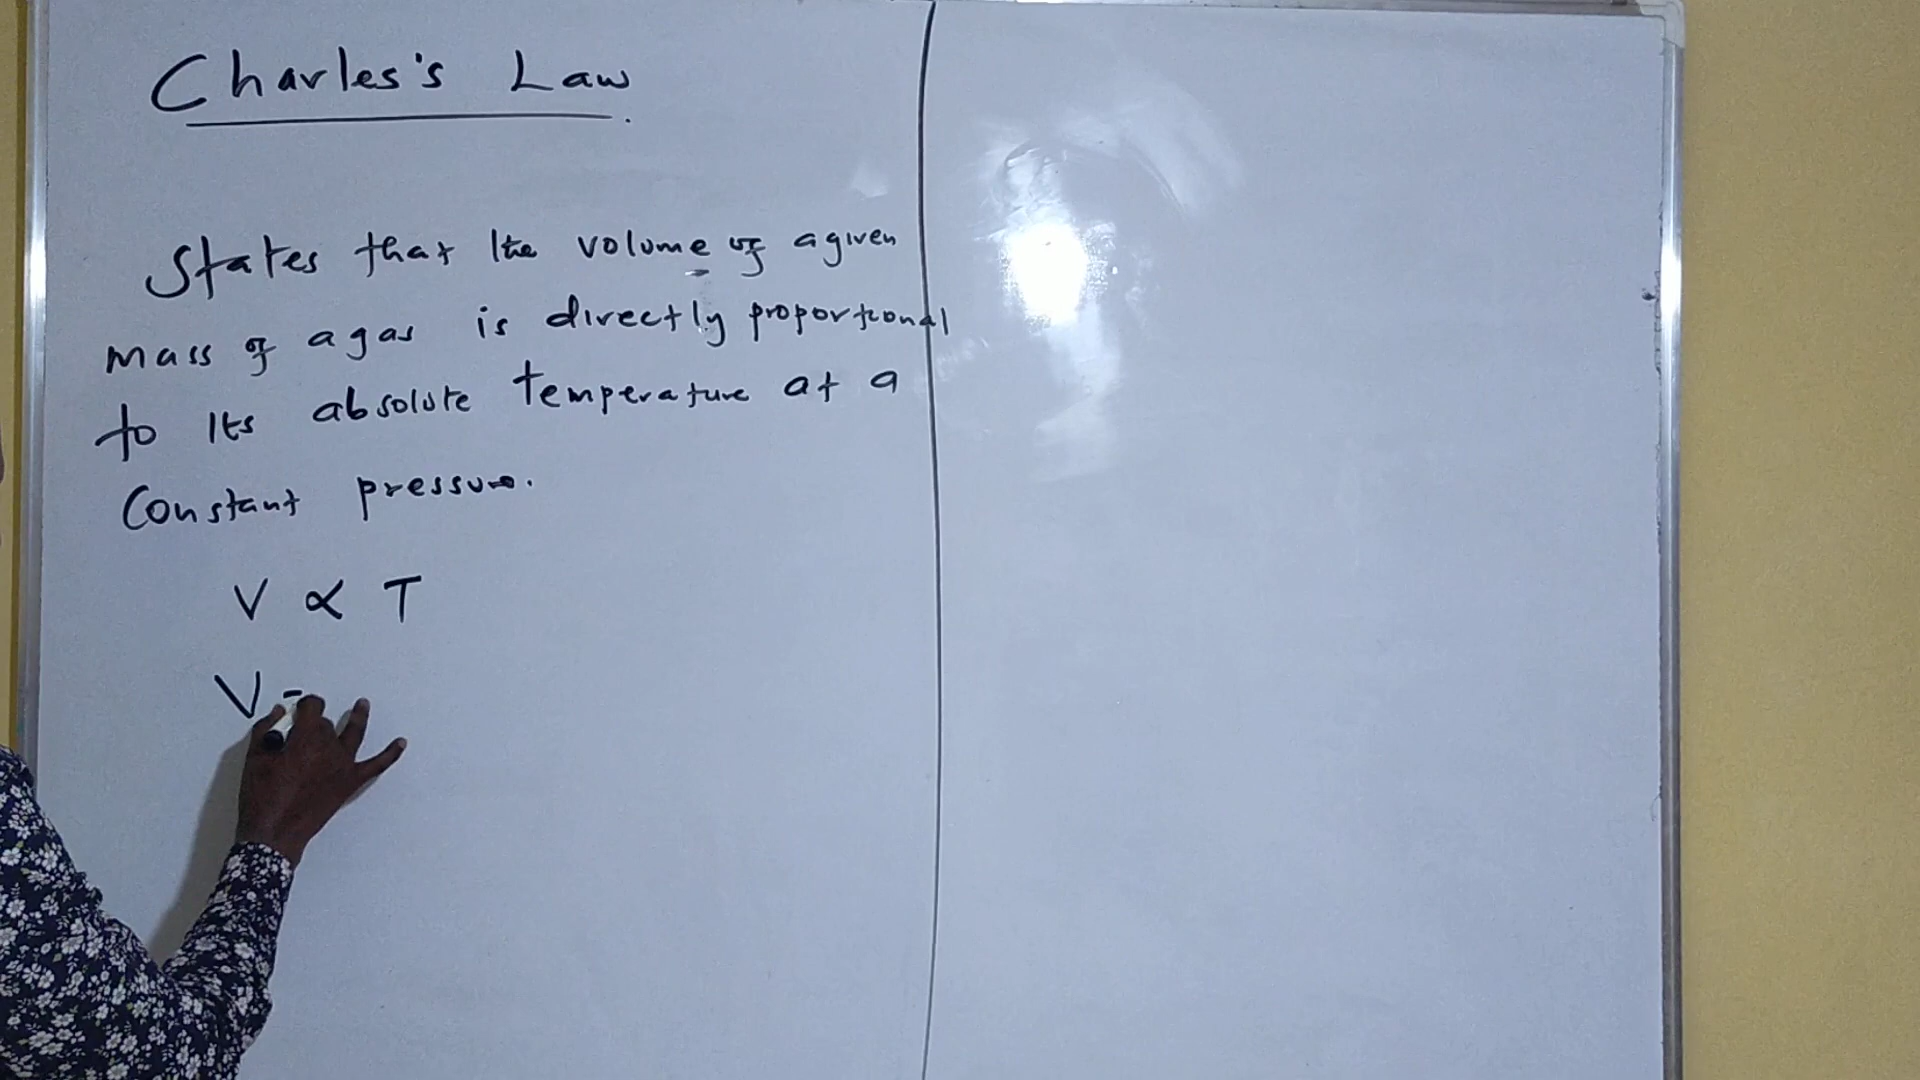 Charles's Law.
States that the volume of a given
mass of a gas is directly proportional
to its absolute temperature at a
Constant pressure.
V ∝ T
V =